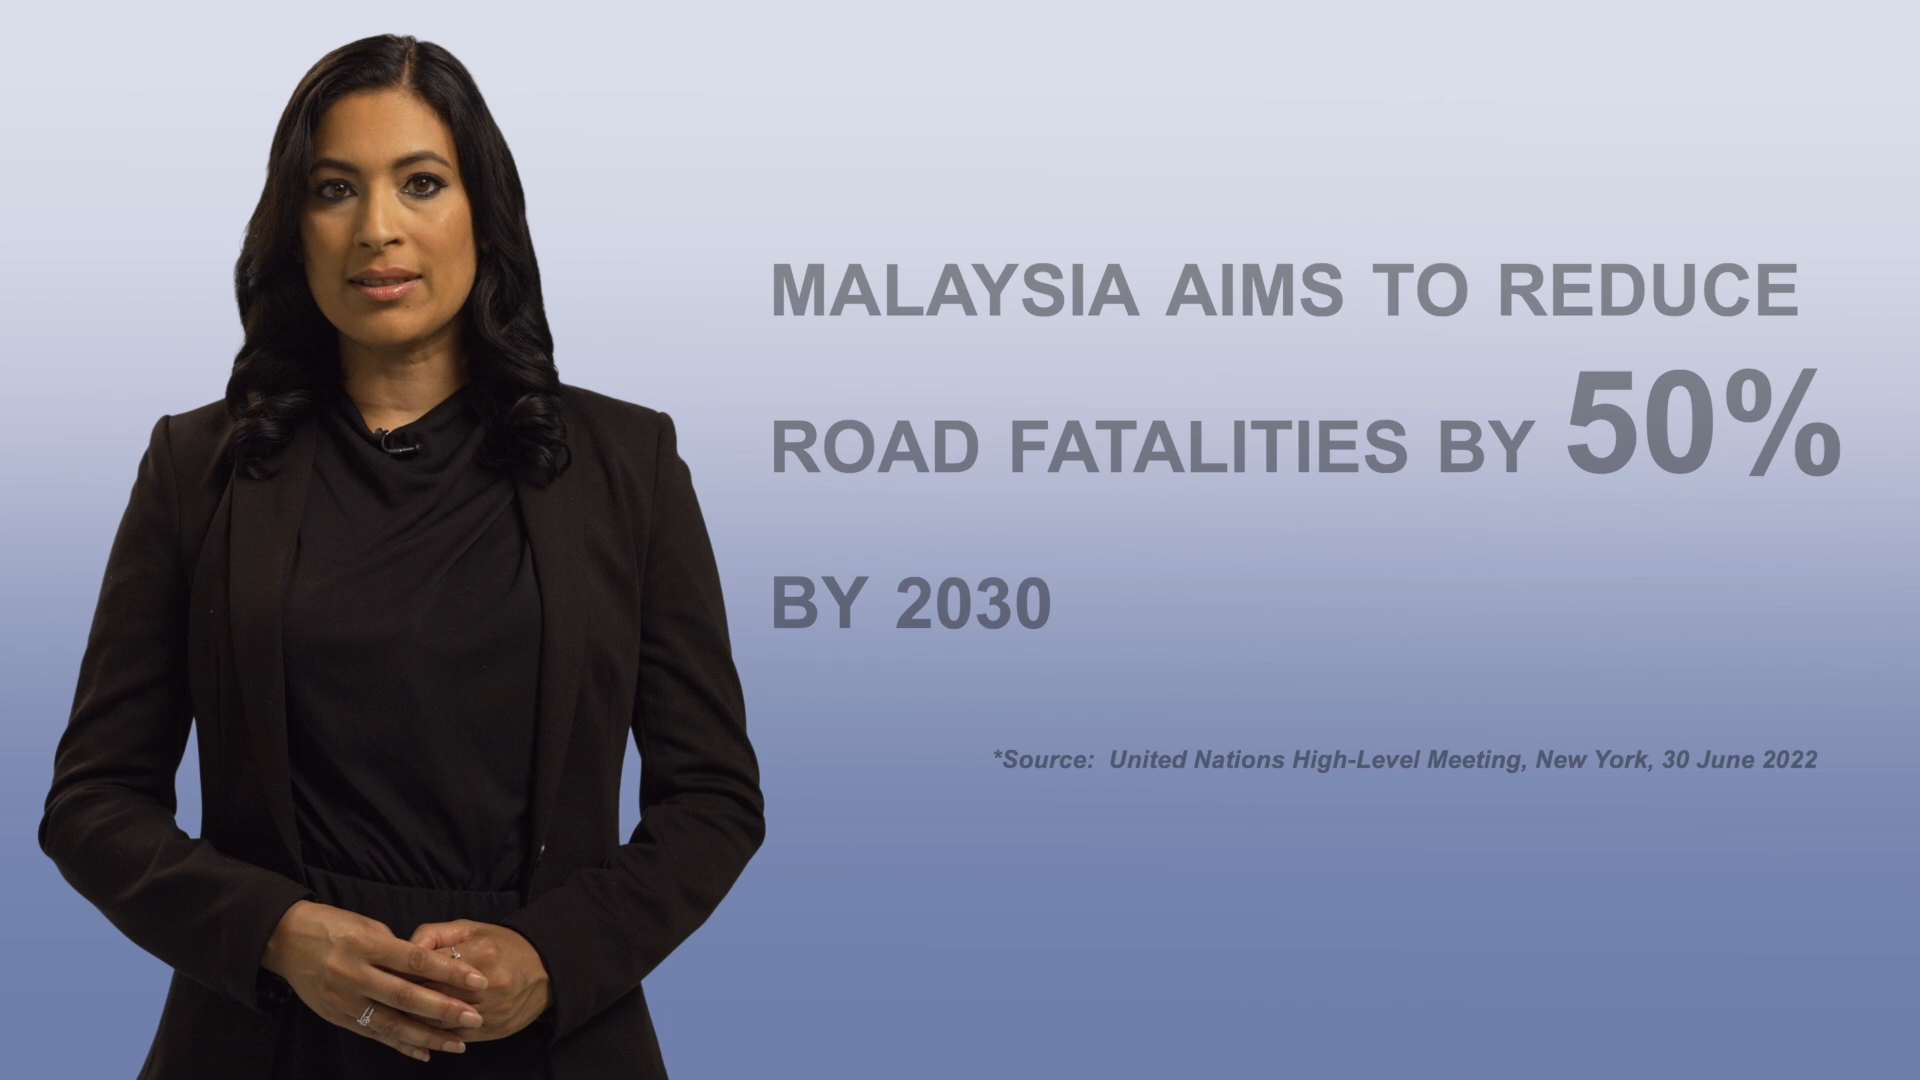 MALAYSIA AIMS TO REDUCE
ROAD FATALITIES BY 50%
BY 2030
*Source: United Nations High-Level Meeting, New York, 30 June 2022